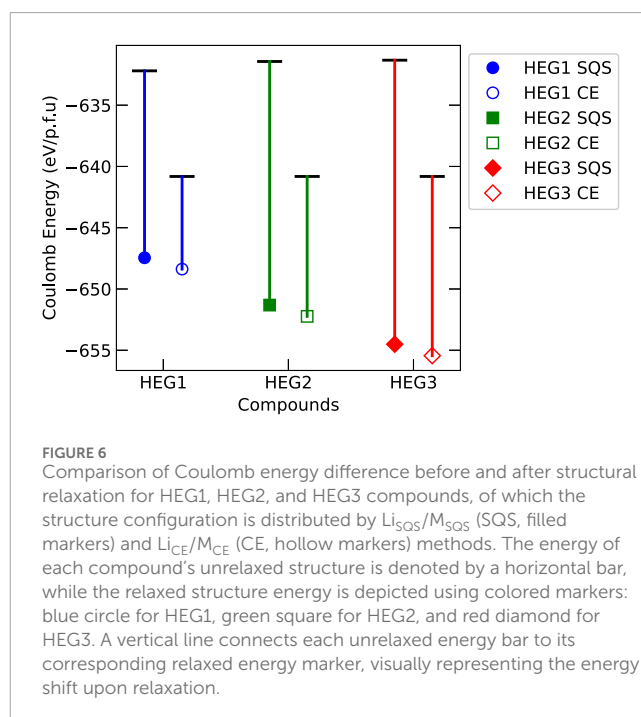 −635
−640
−645
−650
−655
Coulomb Energy (eV/p.f.u)
HEG1
HEG2
HEG3
Compounds
HEG1 SQS
HEG1 CE
HEG2 SQS
HEG2 CE
HEG3 SQS
HEG3 CE
FIGURE 6
Comparison of Coulomb energy difference before and after structural
relaxation for HEG1, HEG2, and HEG3 compounds, of which the
structure configuration is distributed by Li_SQS/M_SQS (SQS, filled
markers) and Li_CE/M_CE (CE, hollow markers) methods. The energy of
each compound's unrelaxed structure is denoted by a horizontal bar,
while the relaxed structure energy is depicted using colored markers:
blue circle for HEG1, green square for HEG2, and red diamond for
HEG3. A vertical line connects each unrelaxed energy bar to its
corresponding relaxed energy marker, visually representing the energy
shift upon relaxation.